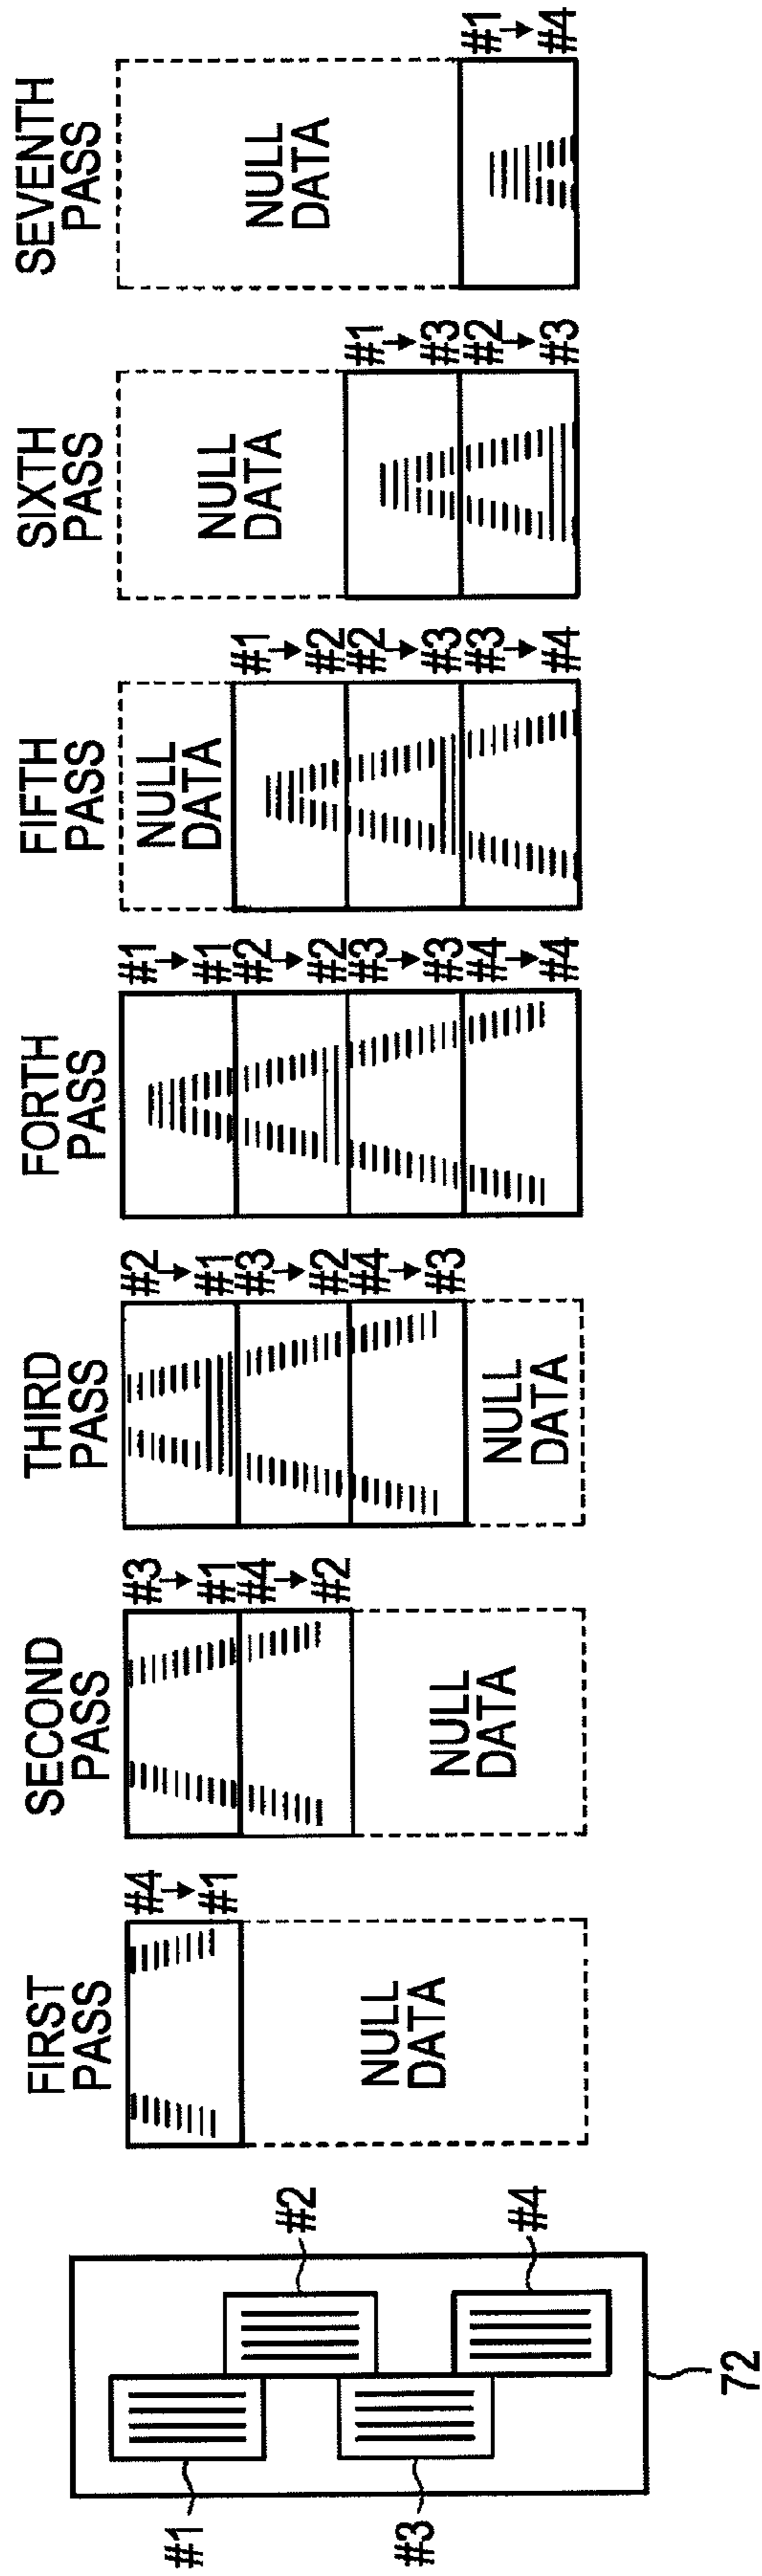 #1
#2
#3
#4
72
FIRST
PASS
#4
→
#1
NULL
DATA
SECOND
PASS
#3
→
#1
#4
→
#2
NULL
DATA
THIRD
PASS
#2
→
#1
#3
→
#2
#4
→
#3
NULL
DATA
FORTH
PASS
#1
→
#1
#2
→
#2
#3
→
#3
#4
→
#4
FIFTH
PASS
NULL
DATA
#1
→
#2
#2
→
#3
#3
→
#4
SIXTH
PASS
NULL
DATA
#1
→
#3
#2
→
#3
SEVENTH
PASS
NULL
DATA
#1
→
#4